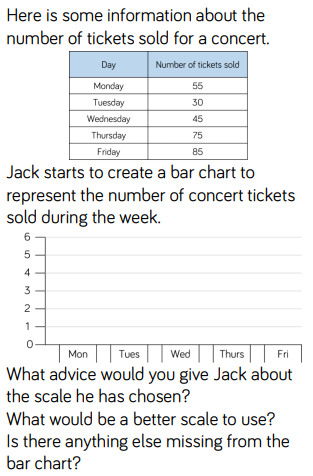 Here is some information about the
number of tickets sold for a concert.
Day Number of tickets sold
Monday 55
Tuesday 30
Wednesday 45
Thursday 75
Friday 85
Jack starts to create a bar chart to
represent the number of concert tickets
sold during the week.
6
5
4
3
2
1
0
Mon Tues Wed Thurs Fri
What advice would you give Jack about
the scale he has chosen?
What would be a better scale to use?
Is there anything else missing from the
bar chart?